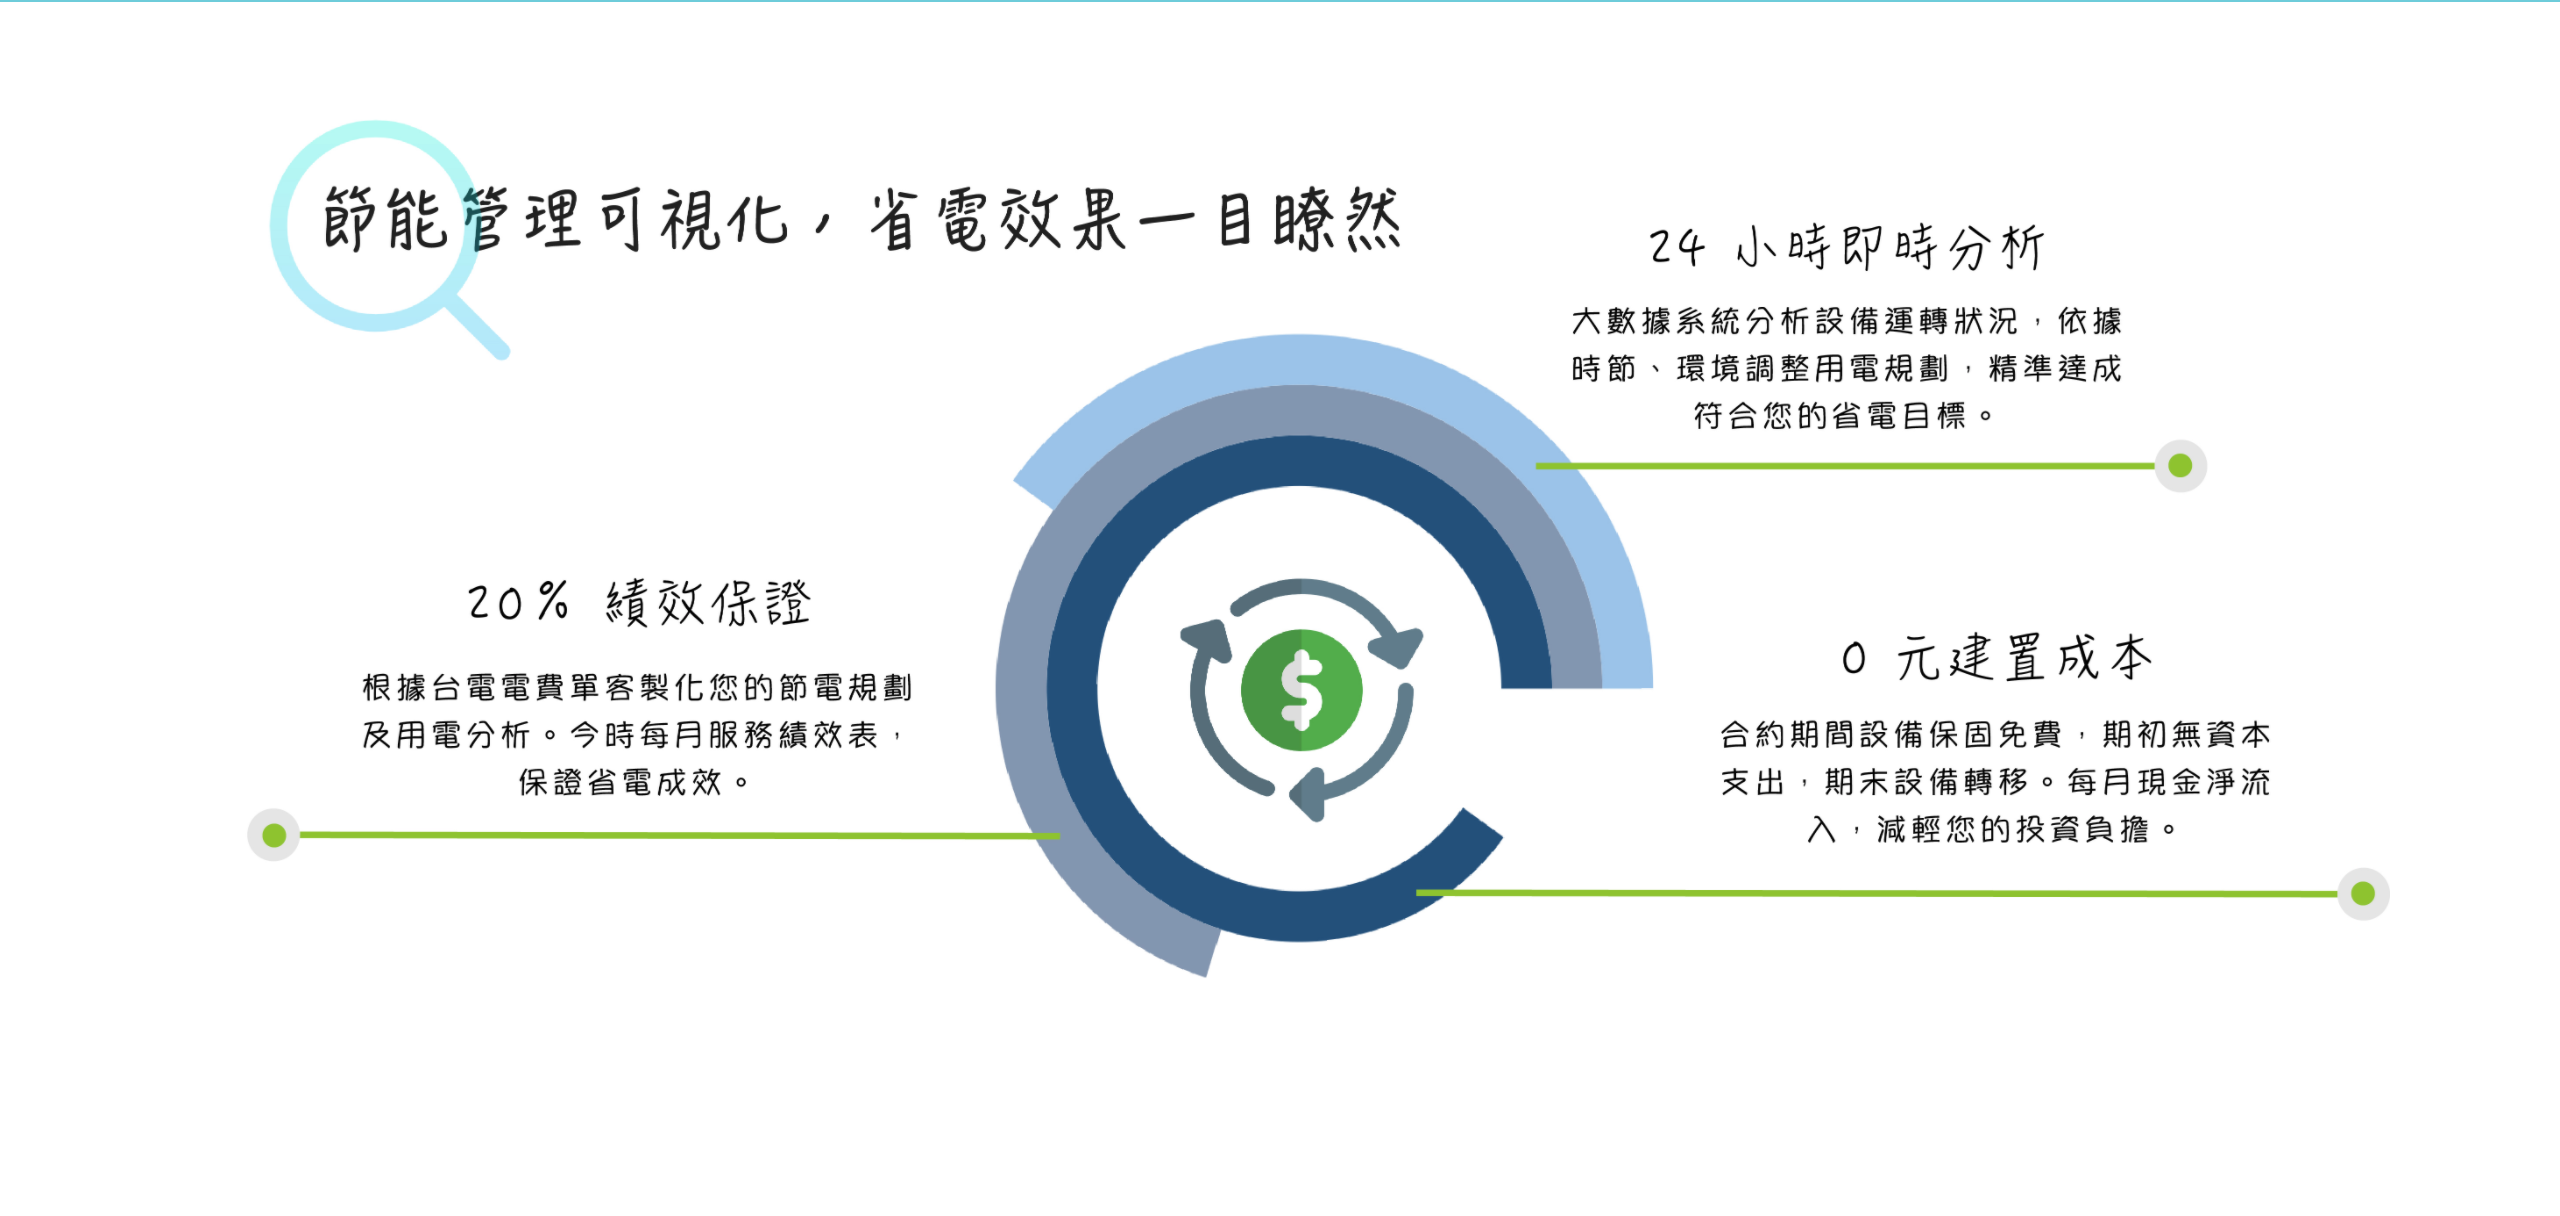 節能管理可視化，省電效果一目瞭然
24 小時即時分析
大數據系統分析設備運轉狀況，依據
時節、環境調整用電規劃，精準達成
符合您的省電目標。
20% 績效保證
根據台電電費單客製化您的節電規劃
及用電分析。今時每月服務績效表，
保證省電成效。
0 元建置成本
合約期間設備保固免費，期初無資本
支出，期末設備轉移。每月現金淨流
入，減輕您的投資負擔。